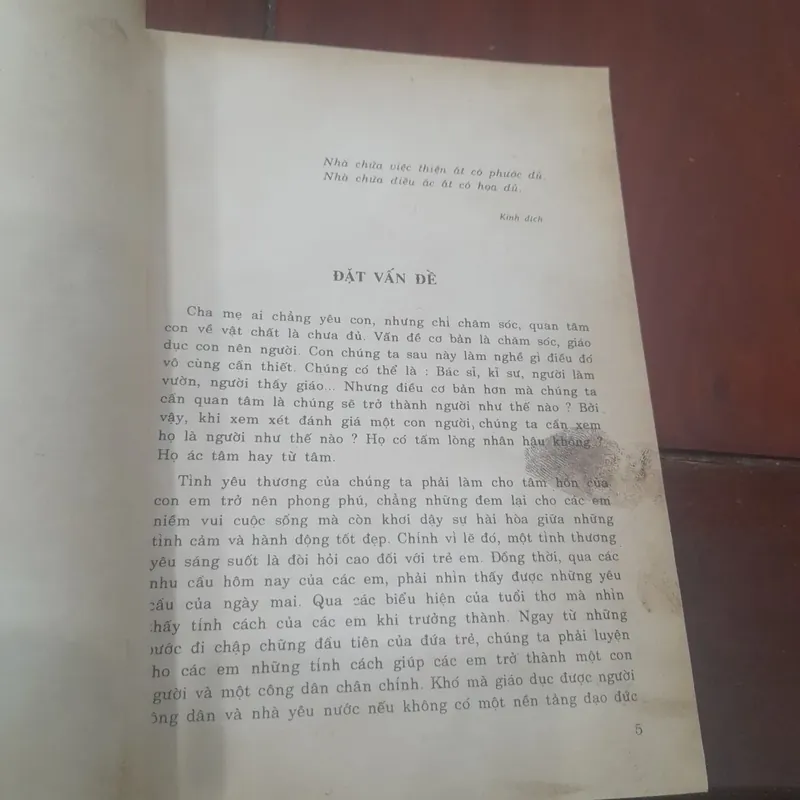 Nhà chứa việc thiện ắt có phước dủ.
Nhà chứa điều ác ắt có họa dủ.
Kinh dịch
ĐẶT VẤN ĐỀ
Cha mẹ ai chẳng yêu con, nhưng chỉ chăm sóc, quan tâm
con về vật chất là chưa đủ. Vấn đề cơ bản là chăm sóc, giáo
dục con nên người. Con chúng ta sau này làm nghề gì điều đó
vô cùng cần thiết. Chúng có thể là : Bác sĩ, kĩ sư, người làm
vườn, người thầy giáo... Nhưng điều cơ bản hơn mà chúng ta
cần quan tâm là chúng sẽ trở thành người như thế nào ? Bởi
vậy, khi xem xét đánh giá một con người, chúng ta cần xem
họ là người như thế nào ? Họ có tấm lòng nhân hậu không ?
Họ ác tâm hay từ tâm.
Tình yêu thương của chúng ta phải làm cho tâm hồn của
con em trở nên phong phú, chẳng những đem lại cho các em
niềm vui cuộc sống mà còn khơi dậy sự hài hòa giữa những
tình cảm và hành động tốt đẹp. Chính vì lẽ đó, một tình thương
yêu sáng suốt là đòi hỏi cao đối với trẻ em. Đồng thời, qua các
nhu cầu hôm nay của các em, phải nhìn thấy được những yêu
cầu của ngày mai. Qua các biểu hiện của tuổi thơ mà nhìn
thấy tính cách của các em khi trưởng thành. Ngay từ những
bước đi chập chững đầu tiên của đứa trẻ, chúng ta phải luyện
ho các em những tính cách giúp các em trở thành một con
gười và một công dân chân chính. Khó mà giáo dục được người
ông dân và nhà yêu nước nếu không có một nền tảng đạo đức
5